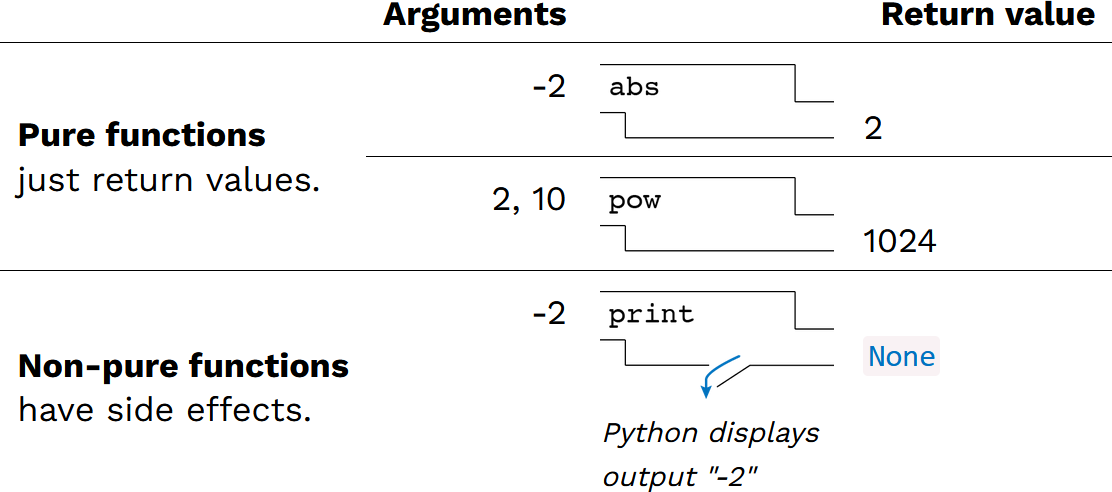 Arguments Return value
-2 abs
2
Pure functions
just return values.
2, 10 pow
1024
-2 print
None
Non-pure functions
have side effects.
Python displays
output "-2"